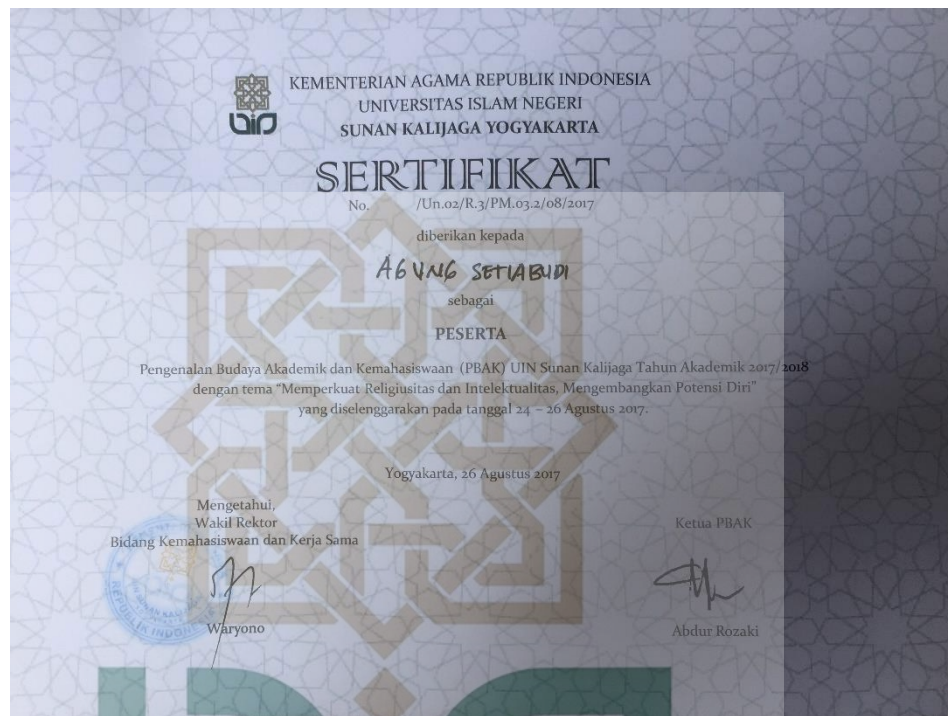 KEMENTERIAN AGAMA REPUBLIK INDONESIA
UNIVERSITAS ISLAM NEGERI
SUNAN KALIJAGA YOGYAKARTA
SERTIFIKAT
No. /Un.02/R.3/PM.03.2/08/2017
diberikan kepada
AGUNG SETIABUDI
sebagai
PESERTA
Pengenalan Budaya Akademik dan Kemahasiswaan (PBAK) UIN Sunan Kalijaga Tahun Akademik 2017/2018
dengan tema “Memperkuat Religiusitas dan Intelektualitas, Mengembangkan Potensi Diri”
yang diselenggarakan pada tanggal 24 – 26 Agustus 2017.
Yogyakarta, 26 Agustus 2017
Mengetahui,
Wakil Rektor
Bidang Kemahasiswaan dan Kerja Sama
Waryono
Ketua PBAK
Abdur Rozaki
REPUBLIK INDONESIA